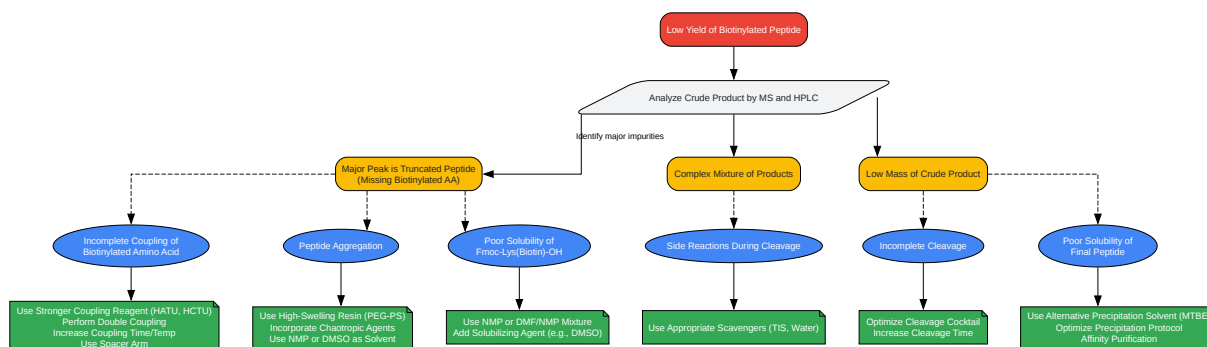 Low Yield of Biotinylated Peptide
Analyze Crude Product by MS and HPLC
Identify major impurities
Major Peak is Truncated Peptide
(Missing Biotinylated AA)
Complex Mixture of Products
Low Mass of Crude Product
Incomplete Coupling of
Biotinylated Amino Acid
Peptide Aggregation
Poor Solubility of
Fmoc-Lys(Biotin)-OH
Side Reactions During Cleavage
Incomplete Cleavage
Poor Solubility of
Final Peptide
Use Stronger Coupling Reagent (HATU, HCTU)
Perform Double Coupling
Increase Coupling Time/Temp
Use Spacer Arm
Use High-Swelling Resin (PEG-PS)
Incorporate Chaotropic Agents
Use NMP or DMSO as Solvent
Use NMP or DMF/NMP Mixture
Add Solubilizing Agent (e.g., DMSO)
Use Appropriate Scavengers (TIS, Water)
Optimize Cleavage Cocktail
Increase Cleavage Time
Use Alternative Precipitation Solvent (MTBE
Optimize Precipitation Protocol
Affinity Purification